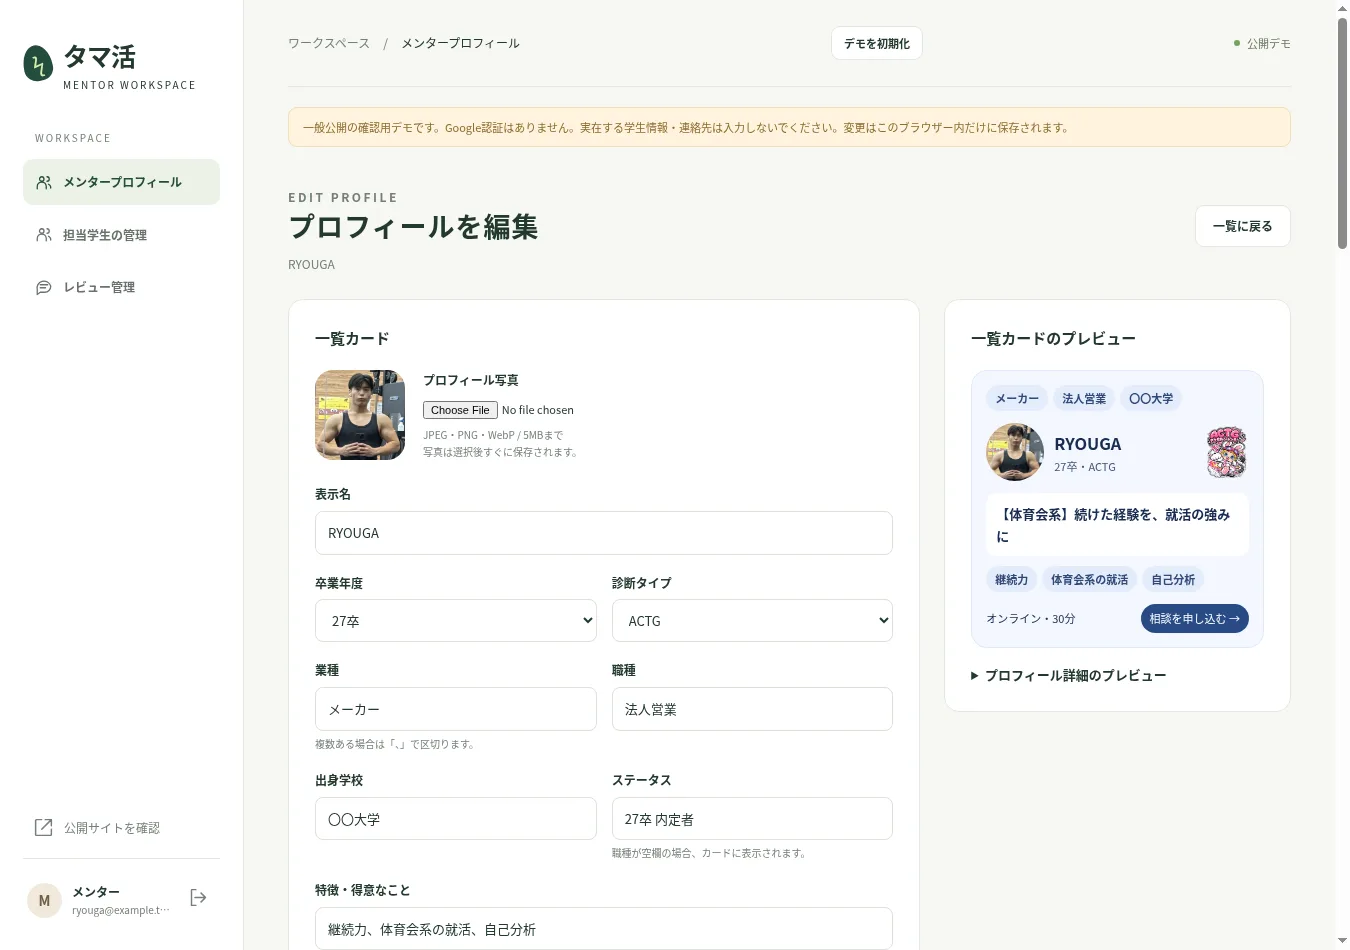 タマ活
MENTOR WORKSPACE
WORKSPACE
メンタープロフィール
担当学生の管理
レビュー管理
公開サイトを確認
M
メンター
ryouga@example.t…
ワークスペース / メンタープロフィール
デモを初期化
公開デモ
一般公開の確認用デモです。Google認証はありません。実在する学生情報・連絡先は入力しないでください。変更はこのブラウザー内だけに保存されます。
EDIT PROFILE
プロフィールを編集
RYOUGA
一覧に戻る
一覧カード
プロフィール写真
Choose File No file chosen
JPEG・PNG・WebP / 5MBまで
写真は選択後すぐに保存されます。
表示名
RYOUGA
卒業年度
27卒
診断タイプ
ACTG
業種
メーカー
複数ある場合は「、」で区切ります。
職種
法人営業
出身学校
〇〇大学
ステータス
27卒 内定者
職種が空欄の場合、カードに表示されます。
特徴・得意なこと
継続力、体育会系の就活、自己分析
一覧カードのプレビュー
メーカー 法人営業 〇〇大学
RYOUGA
27卒・ACTG
ACTG
【体育会系】続けた経験を、就活の強み
に
継続力 体育会系の就活 自己分析
オンライン・30分
相談を申し込む →
▶ プロフィール詳細のプレビュー